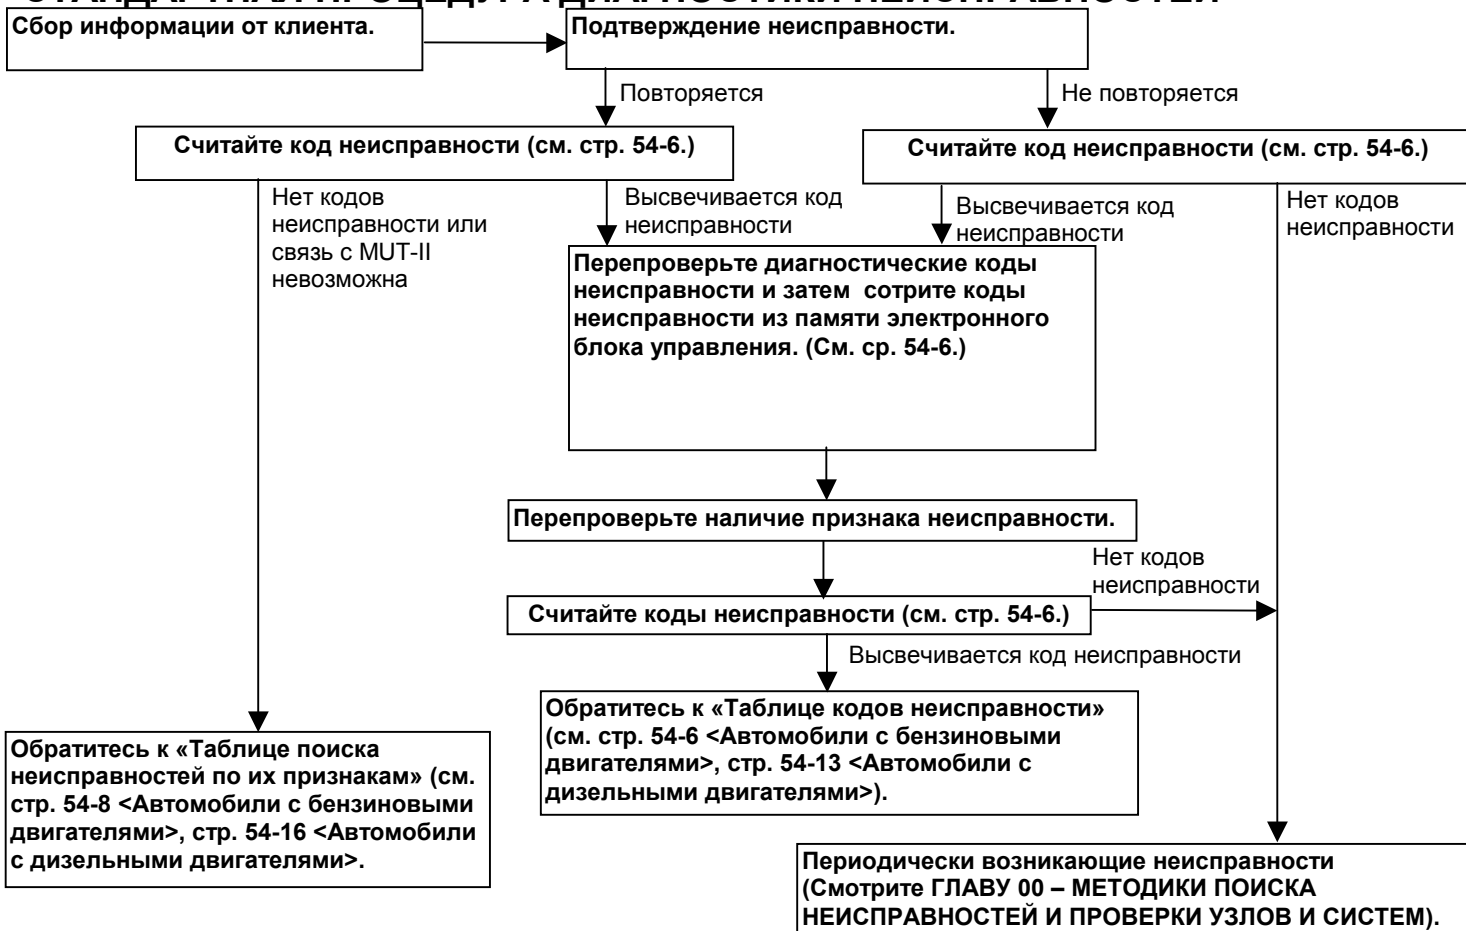 СТАНДАРТНАЯ ПРОЦЕДУРА ДИАГНОСТИКИ НЕИСПРАВНОСТЕЙ
Сбор информации от клиента.
Подтверждение неисправности.
Повторяется
Не повторяется
Считайте код неисправности (см. стр. 54-6.)
Считайте код неисправности (см. стр. 54-6.)
Нет кодов
неисправности или
связь с MUT-II
невозможна
Высвечивается код
неисправности
Высвечивается код
неисправности
Нет кодов
неисправности
Перепроверьте диагностические коды
неисправности и затем  сотрите коды
неисправности из памяти электронного
блока управления. (См. ср. 54-6.)
Перепроверьте наличие признака неисправности.
Нет кодов
неисправности
Считайте коды неисправности (см. стр. 54-6.)
Высвечивается код неисправности
Обратитесь к «Таблице кодов неисправности»
(см. стр. 54-6 <Автомобили с бензиновыми
двигателями>, стр. 54-13 <Автомобили с
дизельными двигателями>).
Обратитесь к «Таблице поиска
неисправностей по их признакам» (см.
стр. 54-8 <Автомобили с бензиновыми
двигателями>, стр. 54-16 <Автомобили
с дизельными двигателями>.
Периодически возникающие неисправности
(Смотрите ГЛАВУ 00 – МЕТОДИКИ ПОИСКА
НЕИСПРАВНОСТЕЙ И ПРОВЕРКИ УЗЛОВ И СИСТЕМ).